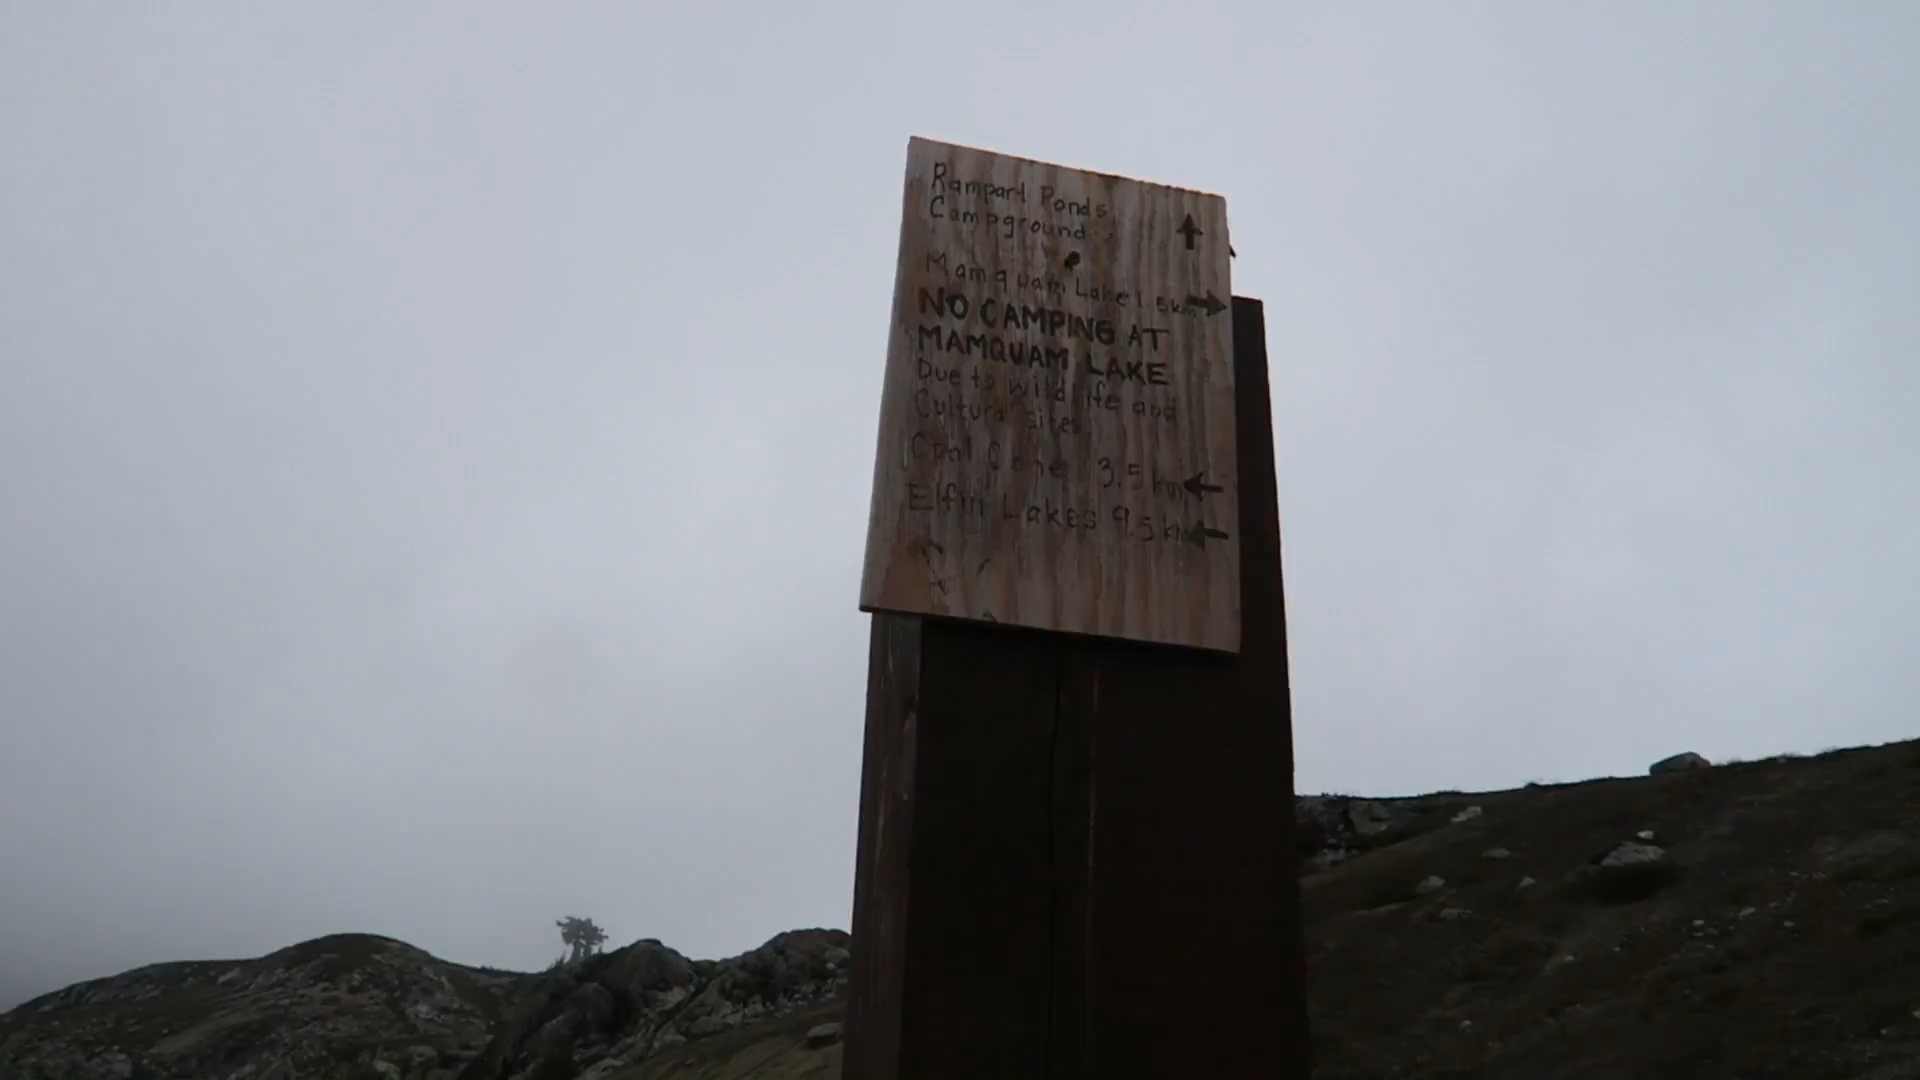 Rampart Ponds
Campground ↑
Mamquam Lake 1.5km →
NO CAMPING AT
MAMQUAM LAKE
Due to wildlife and
Cultural sites.
Opal Cone 3.5 km ←
Elfin Lakes 9.5 km ←